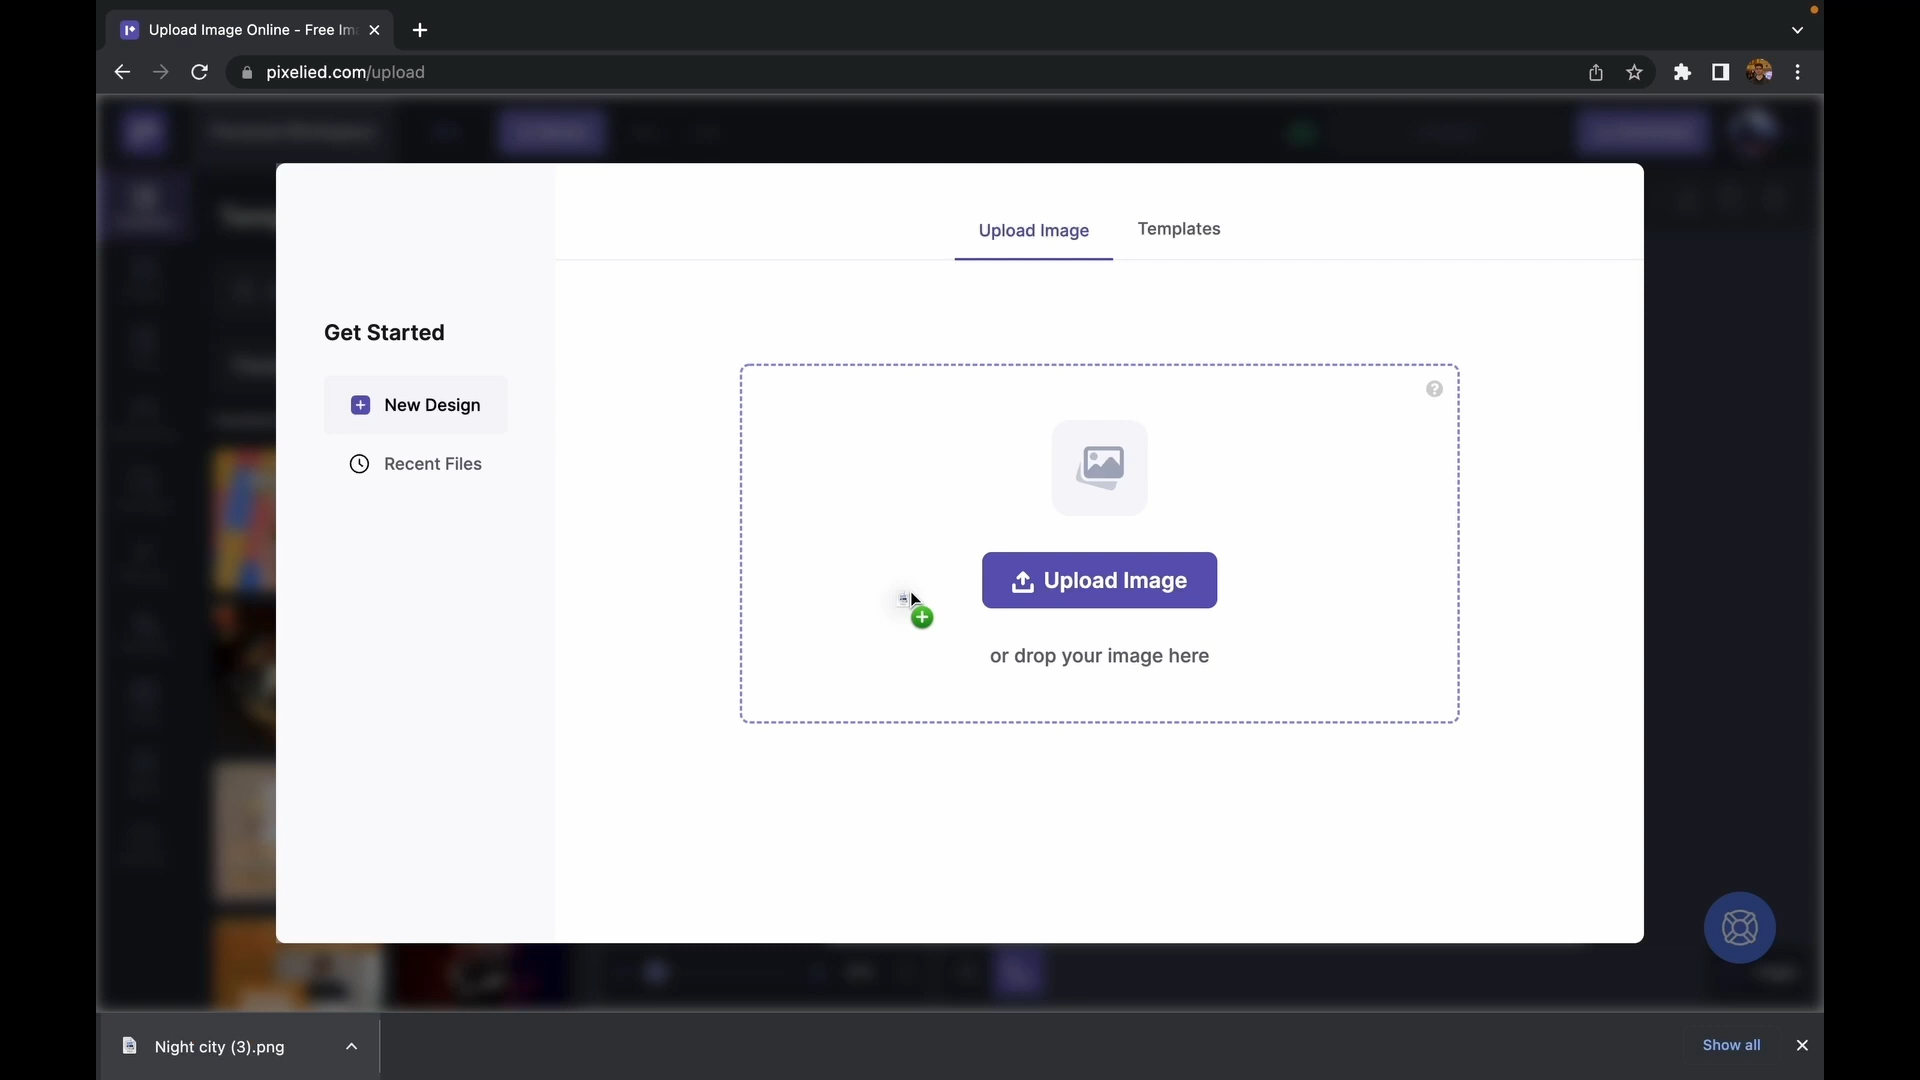 Upload Image Online - Free Im
pixelied.com/upload
Upload Image
Templates
Get Started
New Design
Recent Files
Upload Image
or drop your image here
Night city (3).png
Show all